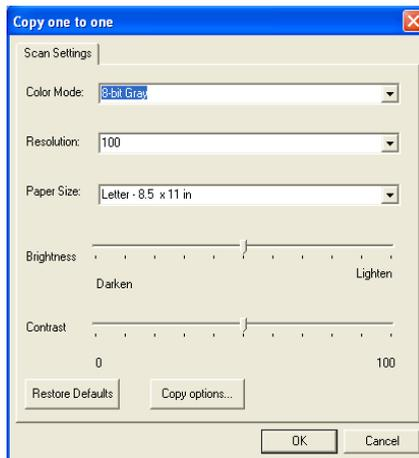 Copy one to one
Scan Settings
Color Mode: 8-bit Gray
Resolution: 100
Paper Size: Letter - 8.5 x 11 in
Brightness
Darken Lighten
Contrast
0 100
Restore Defaults Copy options...
OK Cancel